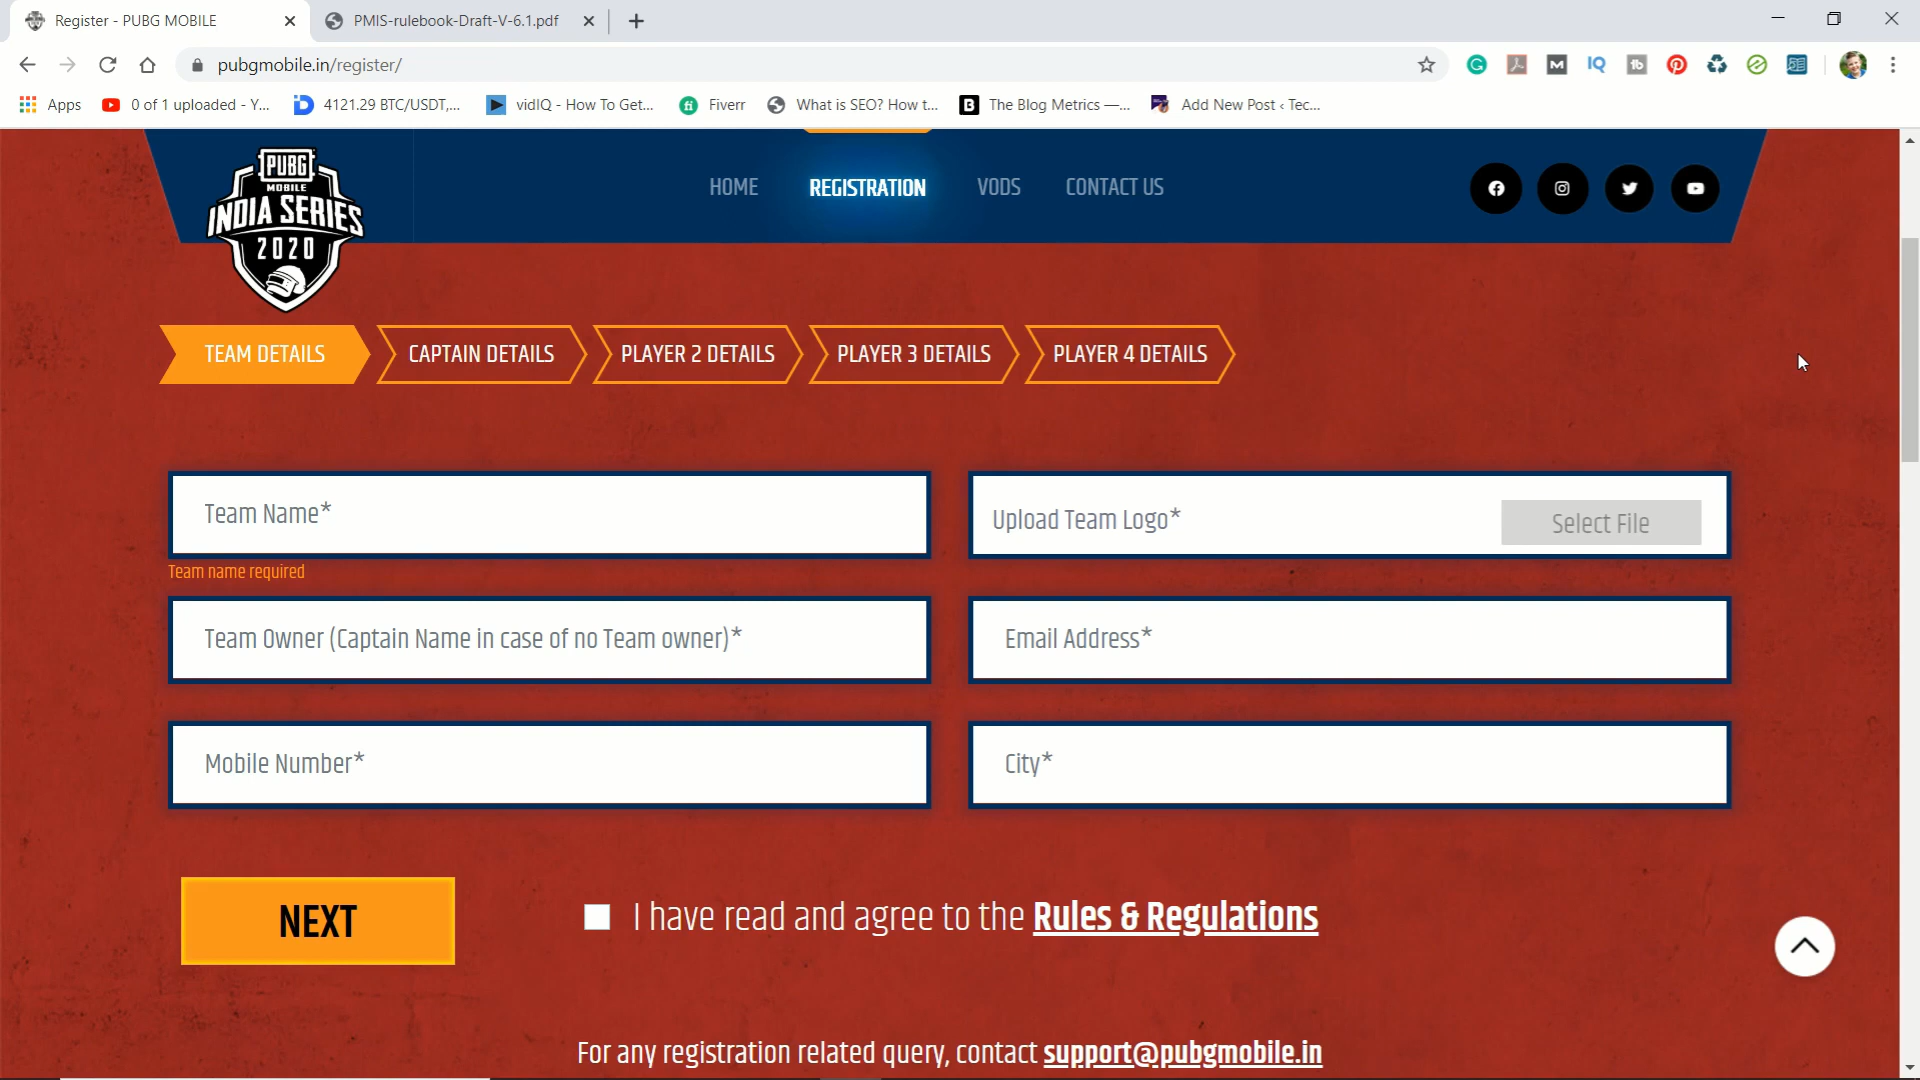 Register - PUBG MOBILE
PMIS-rulebook-Draft-V-6.1.pdf
pubgmobile.in/register/
Apps
0 of 1 uploaded - Y...
4121.29 BTC/USDT,...
vidIQ - How To Get...
Fiverr
What is SEO? How t...
The Blog Metrics —...
Add New Post ‹ Tec...
PUBG
MOBILE
INDIA SERIES
2020
HOME
REGISTRATION
VODS
CONTACT US
TEAM DETAILS
CAPTAIN DETAILS
PLAYER 2 DETAILS
PLAYER 3 DETAILS
PLAYER 4 DETAILS
Team Name*
Upload Team Logo*
Select File
Team name required
Team Owner (Captain Name in case of no Team owner)*
Email Address*
Mobile Number*
City*
NEXT
I have read and agree to the Rules & Regulations
For any registration related query, contact support@pubgmobile.in